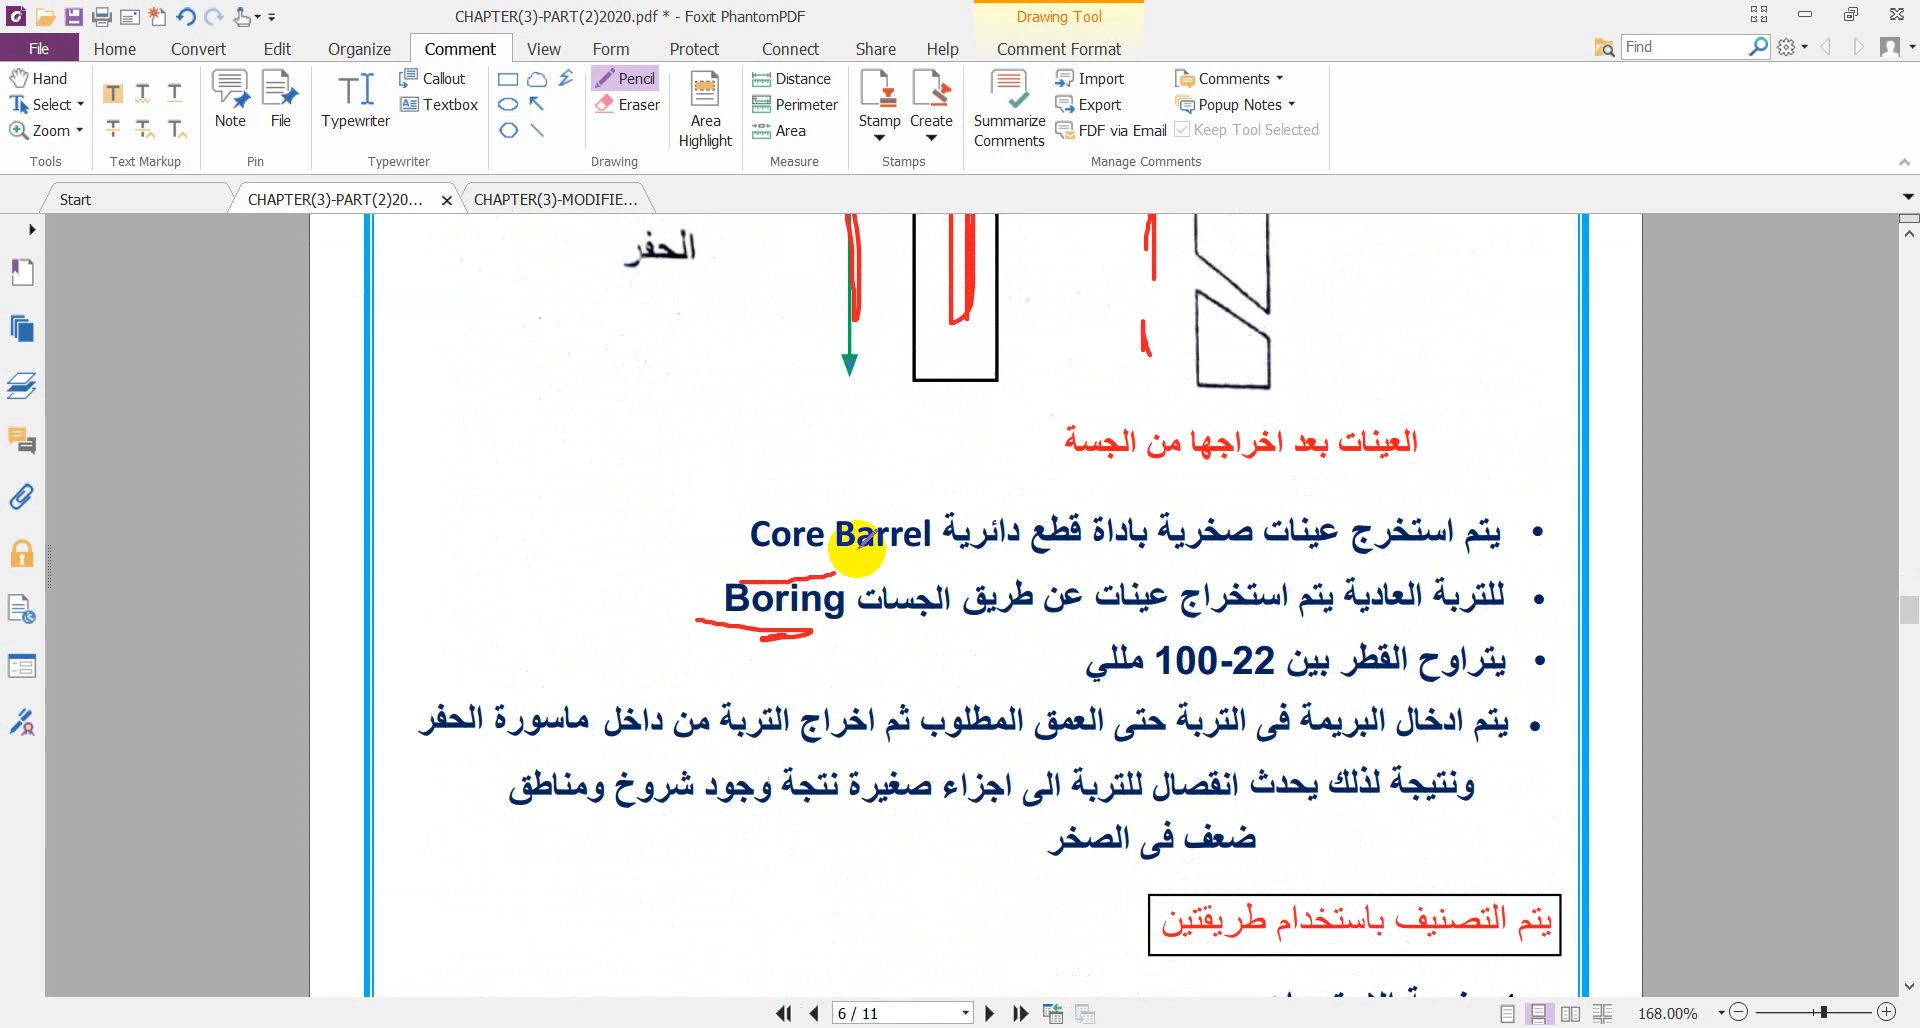 CHAPTER(3)-PART(2)2020.pdf * - Foxit PhantomPDF
Drawing Tool
File Home Convert Edit Organize Comment View Form Protect Connect Share Help Comment Format
Find
Hand
Select
Zoom
Tools
Text Markup
Note
File
Pin
Typewriter
Callout
Textbox
Typewriter
Pencil
Eraser
Drawing
Area Highlight
Distance
Perimeter
Area
Measure
Stamp
Create
Stamps
Summarize Comments
Import
Export
FDF via Email
Comments
Popup Notes
Keep Tool Selected
Manage Comments
Start
CHAPTER(3)-PART(2)20...
CHAPTER(3)-MODIFIE...
الحفر
العينات بعد اخراجها من الجسة
• يتم استخرج عينات صخرية باداة قطع دائرية Core Barrel
• للتربة العادية يتم استخراج عينات عن طريق الجسات Boring
• يتراوح القطر بين 22-100 مللي
• يتم ادخال البريمة فى التربة حتى العمق المطلوب ثم اخراج التربة من داخل ماسورة الحفر
ونتيجة لذلك يحدث انقصال للتربة الى اجزاء صغيرة نتجة وجود شروخ ومناطق
ضعف فى الصخر
يتم التصنيف باستخدام طريقتين
6 / 11
168.00%